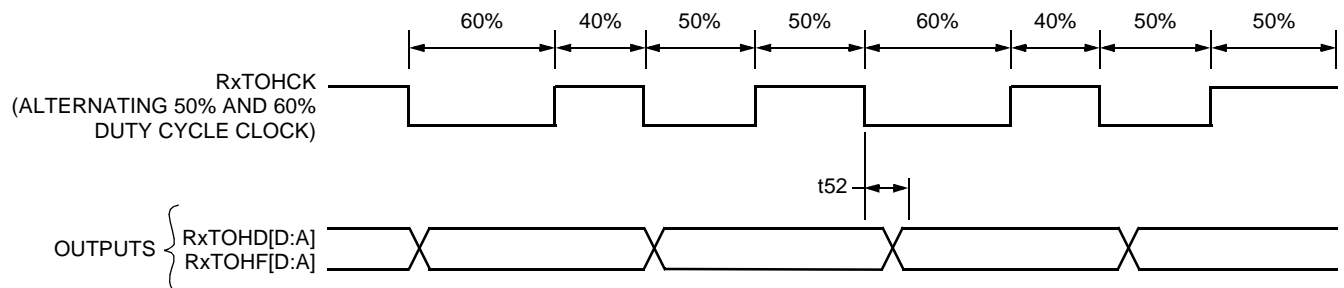 60% 40% 50% 50% 60% 40% 50% 50%
RxTOHCK
(ALTERNATING 50% AND 60%
DUTY CYCLE CLOCK)
t52
OUTPUTS
RxTOHD[D:A]
RxTOHF[D:A]